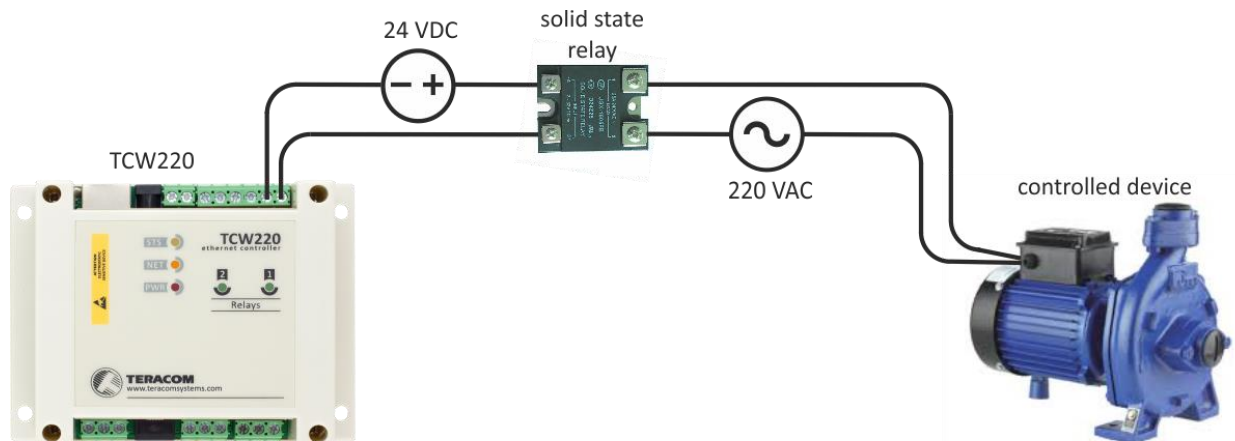 24 VDC
solid state
relay
TCW220
220 VAC
controlled device
STS
TCW220
ethernet controller
NET
2
1
PWR
Relays
TERACOM
www.teracomsystems.com